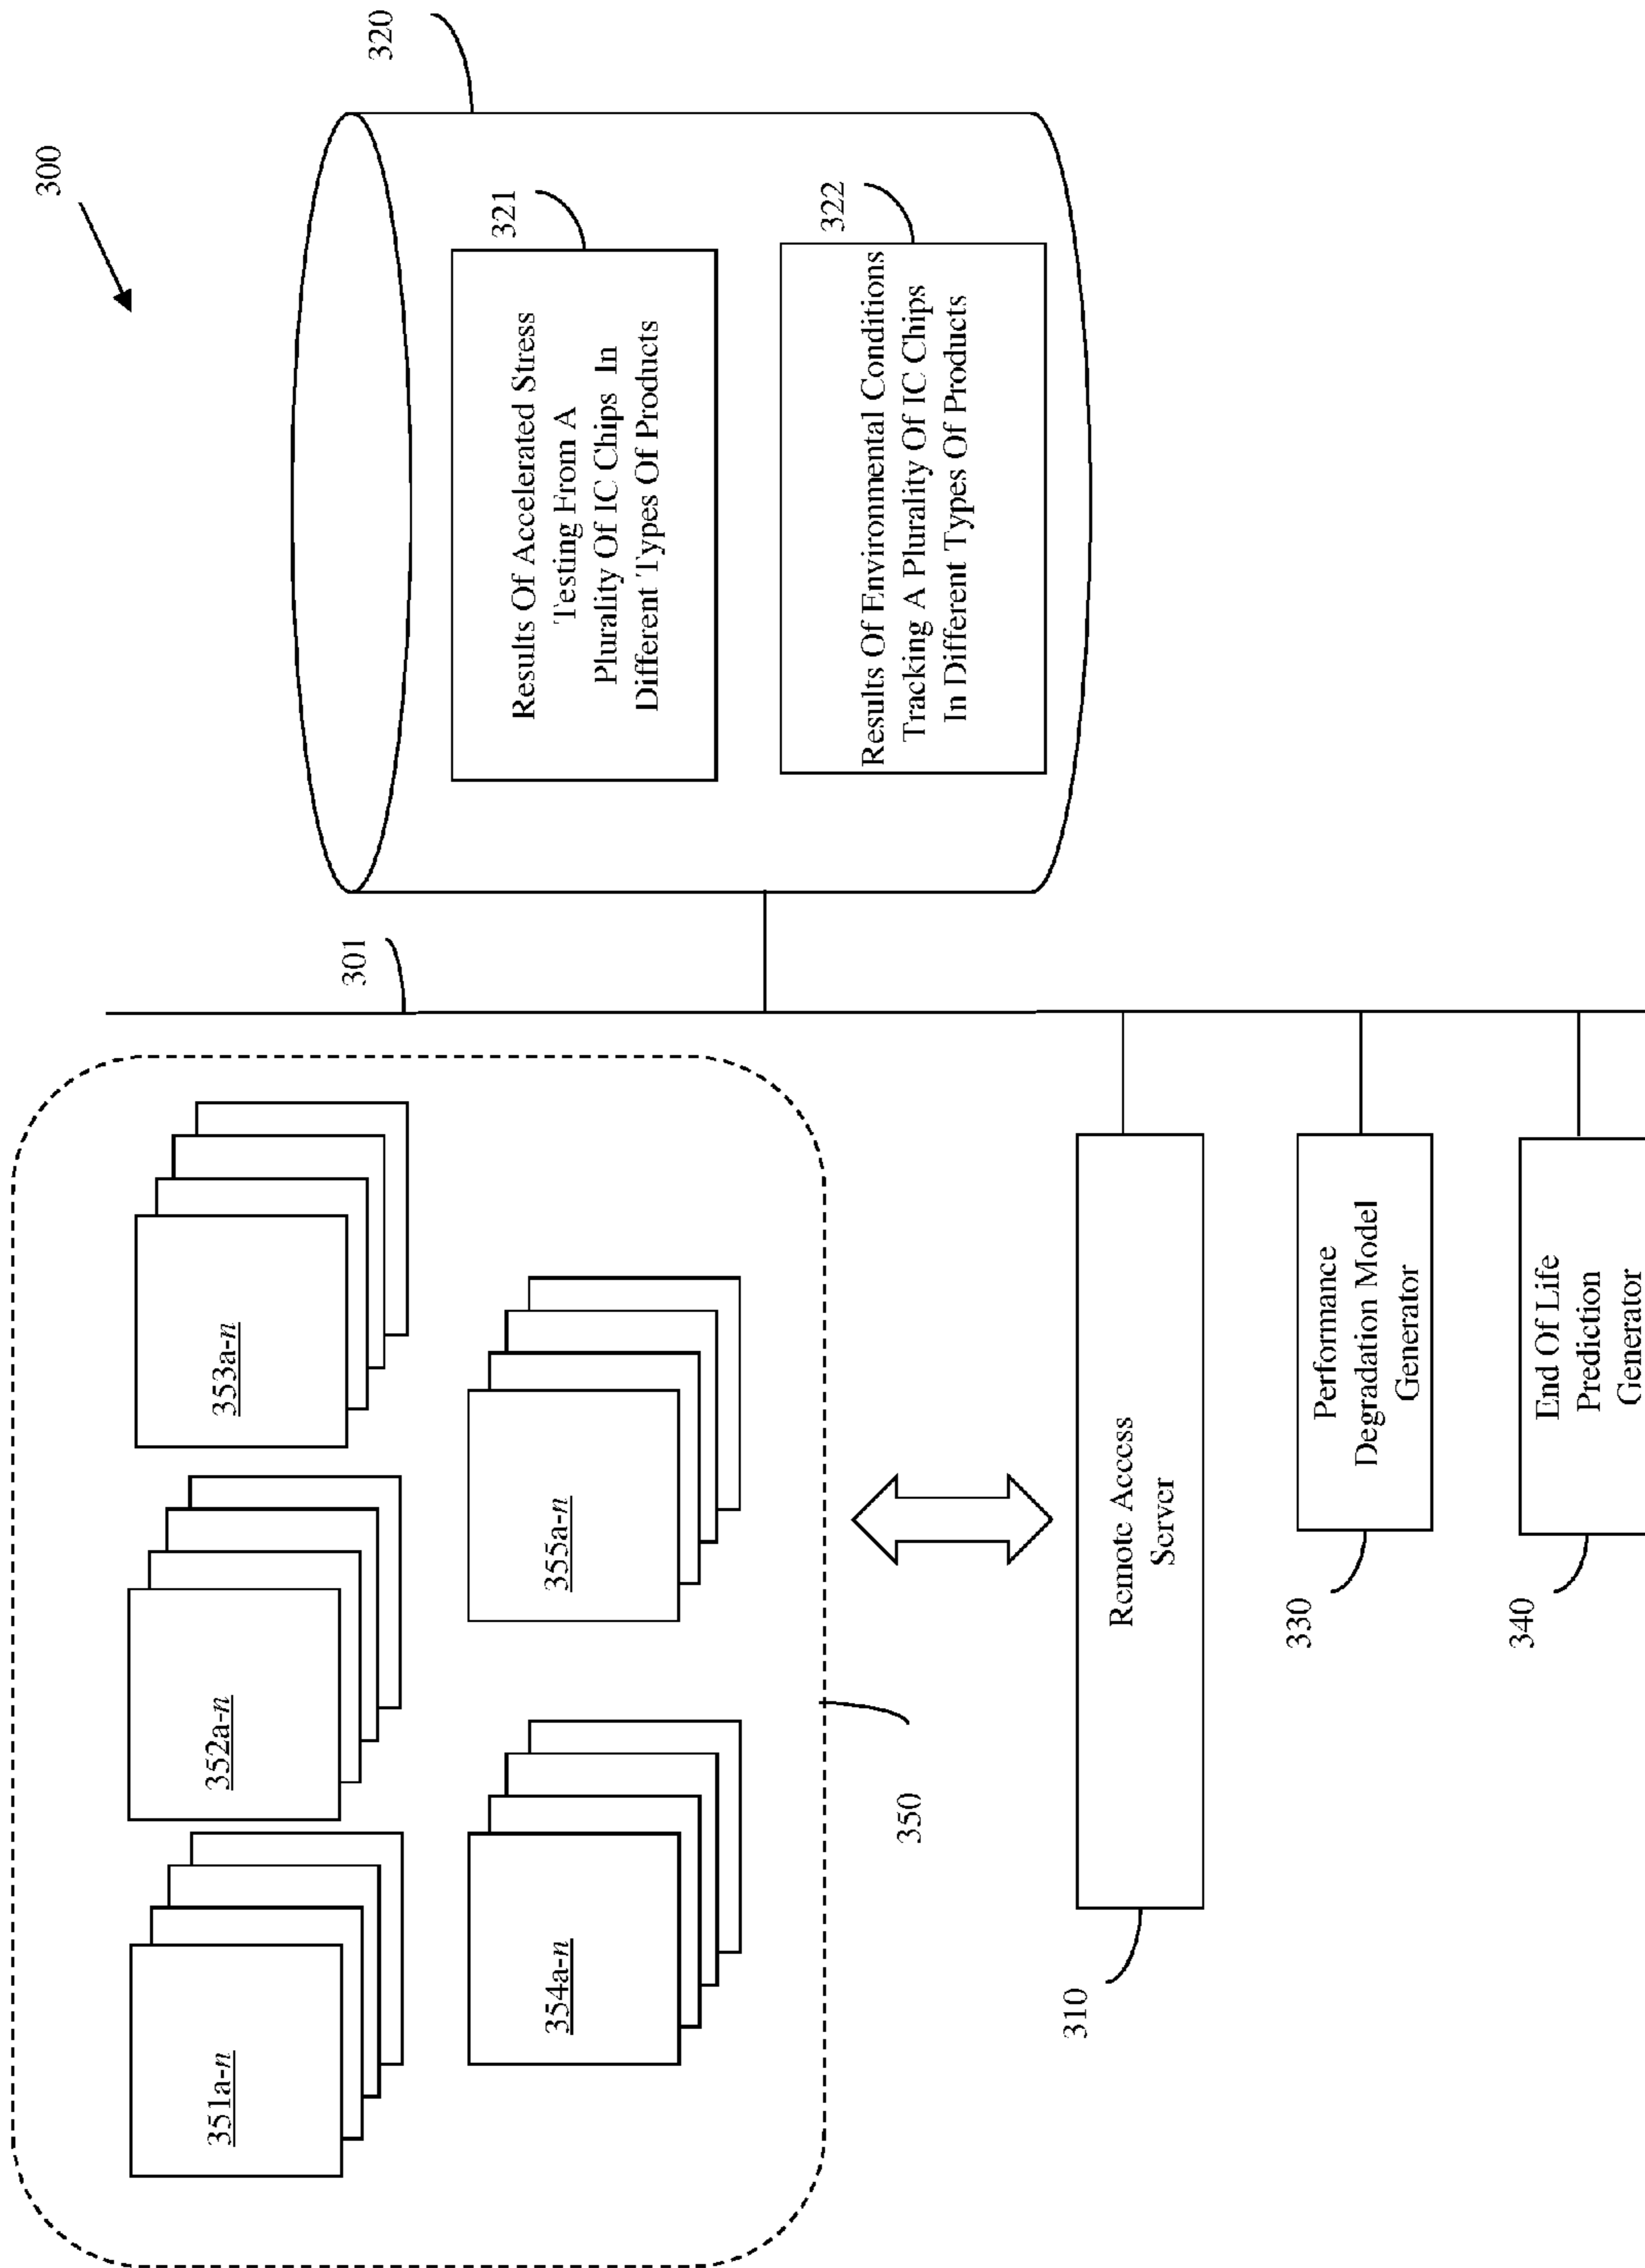 300
320
321
Results Of Accelerated Stress
Testing From A
Plurality Of IC Chips In
Different Types Of Products
322
Results Of Environmental Conditions
Tracking A Plurality Of IC Chips
In Different Types Of Products
301
351a-n
352a-n
353a-n
354a-n
355a-n
350
310
Remote Access
Server
330
Performance
Degradation Model
Generator
340
End Of Life
Prediction
Generator